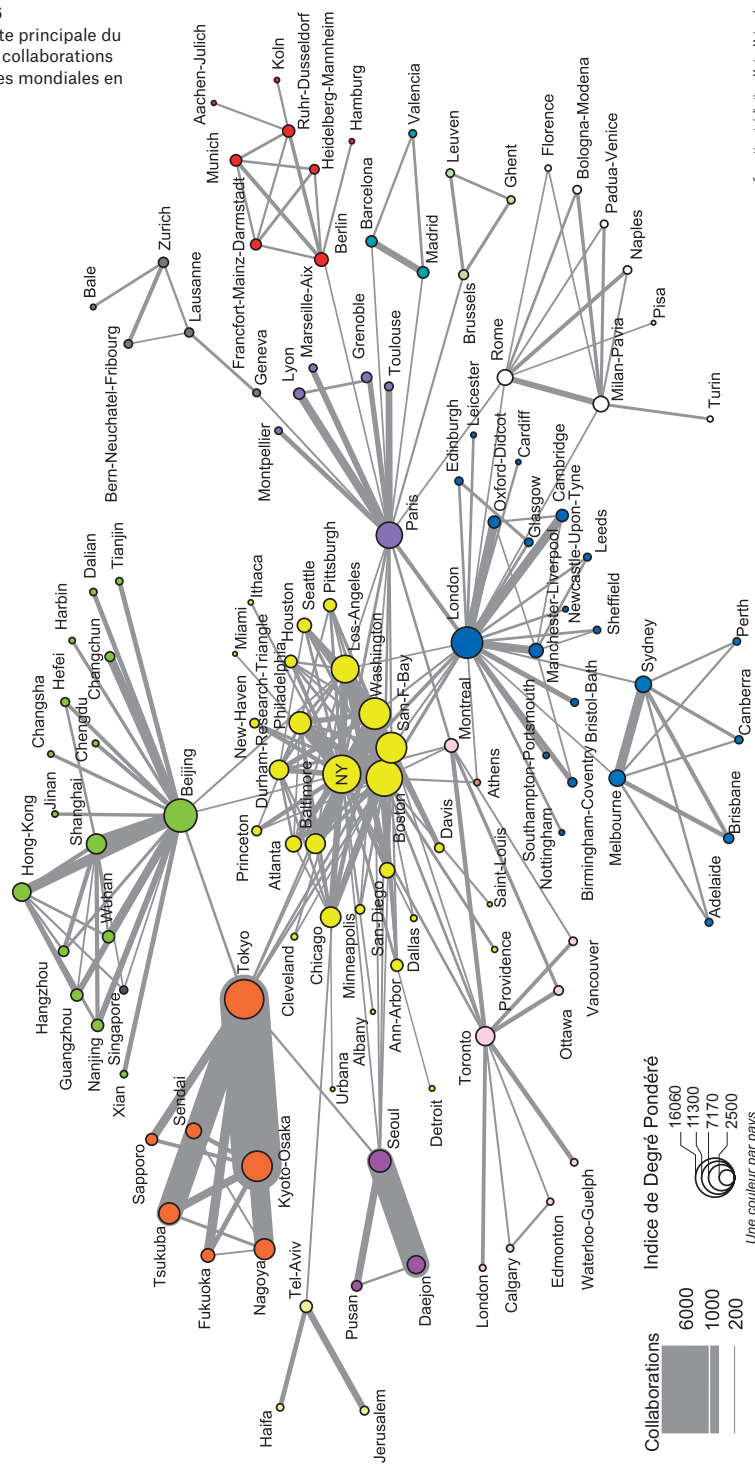 te principale du
collaborations
es mondiales en
Aachen-Julich
Koln
Ruhr-Dusseldorf
Heidelberg-Mannheim
Hamburg
Munich
Francfort-Mainz-Darmstadt
Berlin
Valencia
Barcelona
Madrid
Leuven
Ghent
Brussels
Florence
Bologna-Modena
Padua-Venice
Naples
Pisa
Rome
Milan-Pavia
Turin
Zurich
Bale
Lausanne
Bern-Neuchatel-Fribourg
Geneva
Marseille-Aix
Lyon
Grenoble
Toulouse
Montpellier
Paris
Edinburgh
Leicester
Oxford-Didcot
Cardiff
Glasgow
Cambridge
Newcastle-Upon-Tyne
Manchester-Liverpool
Leeds
Sheffield
London
Bristol-Bath
Southampton-Portsmouth
Birmingham-Coventry
Nottingham
Sydney
Perth
Canberra
Melbourne
Brisbane
Adelaide
Tianjin
Dalian
Harbin
Changchun
Hefei
Chengdu
Changsha
Jinan
Shanghai
Beijing
Hong-Kong
Wuhan
Hangzhou
Guangzhou
Nanjing
Singapore
Xian
Ithaca
Miami
Pittsburgh
Seattle
Houston
Los-Angeles
Philadelphia
Durham-Research-Triangle
New-Haven
Washington
San-F-Bay
NY
Boston
Baltimore
Princeton
Atlanta
Chicago
Cleveland
Minneapolis
San-Diego
Davis
Saint-Louis
Dallas
Ann-Arbor
Providence
Albany
Urbana
Detroit
Montreal
Athens
Toronto
Vancouver
Ottawa
London
Calgary
Edmonton
Waterloo-Guelph
Tokyo
Sendai
Sapporo
Kyoto-Osaka
Tsukuba
Fukuoka
Nagoya
Seoul
Pusan
Daejon
Tel-Aviv
Haifa
Jerusalem
Collaborations
6000
1000
200
Indice de Degré Pondéré
16060
11300
7170
2500
Une couleur par pays